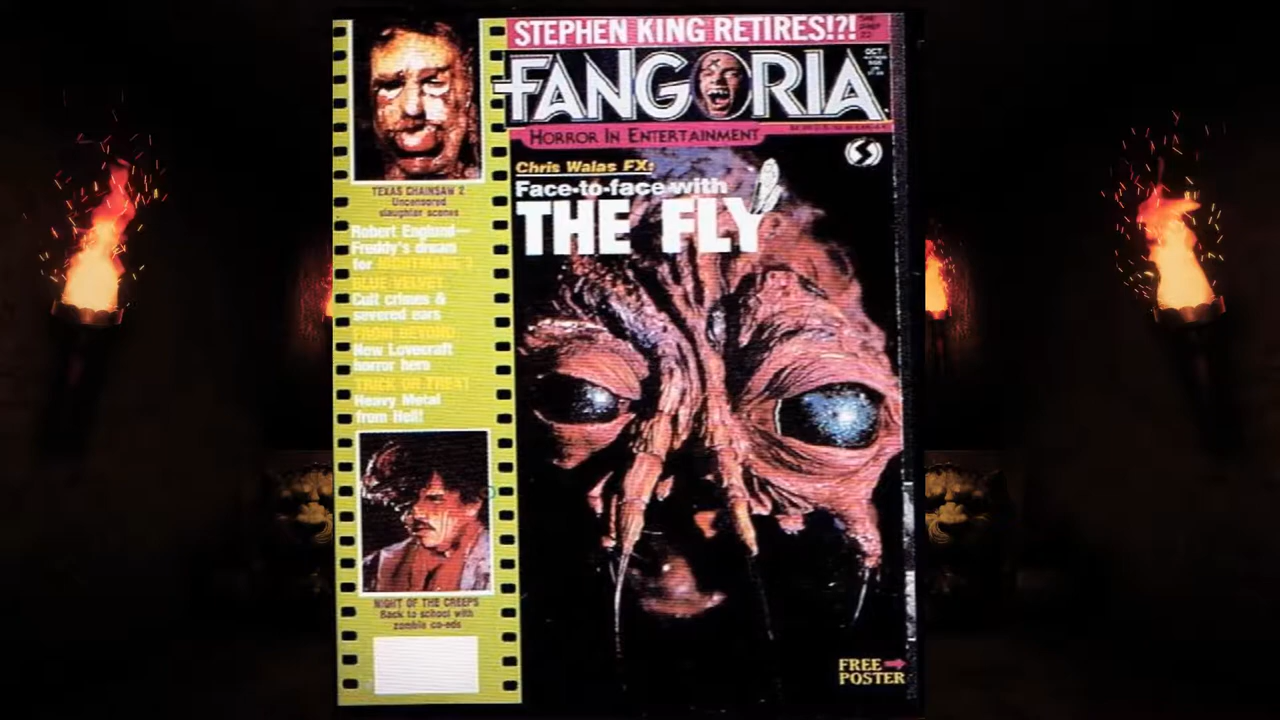 STEPHEN KING RETIRES!?!
FANGORIA
OCT
HORROR IN ENTERTAINMENT
Chris Walas FX:
Face-to-face with
THE FLY
TEXAS CHAINSAW 2
Uncensored
slaughter scenes
Robert Englund—
Freddy's dream
for NIGHTMARE 3
BLUE VELVET
Cult crimes &
severed ears
FROM BEYOND
New Lovecraft
horror hero
TRICK OR TREAT
Heavy Metal
from Hell!
NIGHT OF THE CREEPS
Back to school with
zombie co-eds
FREE
POSTER